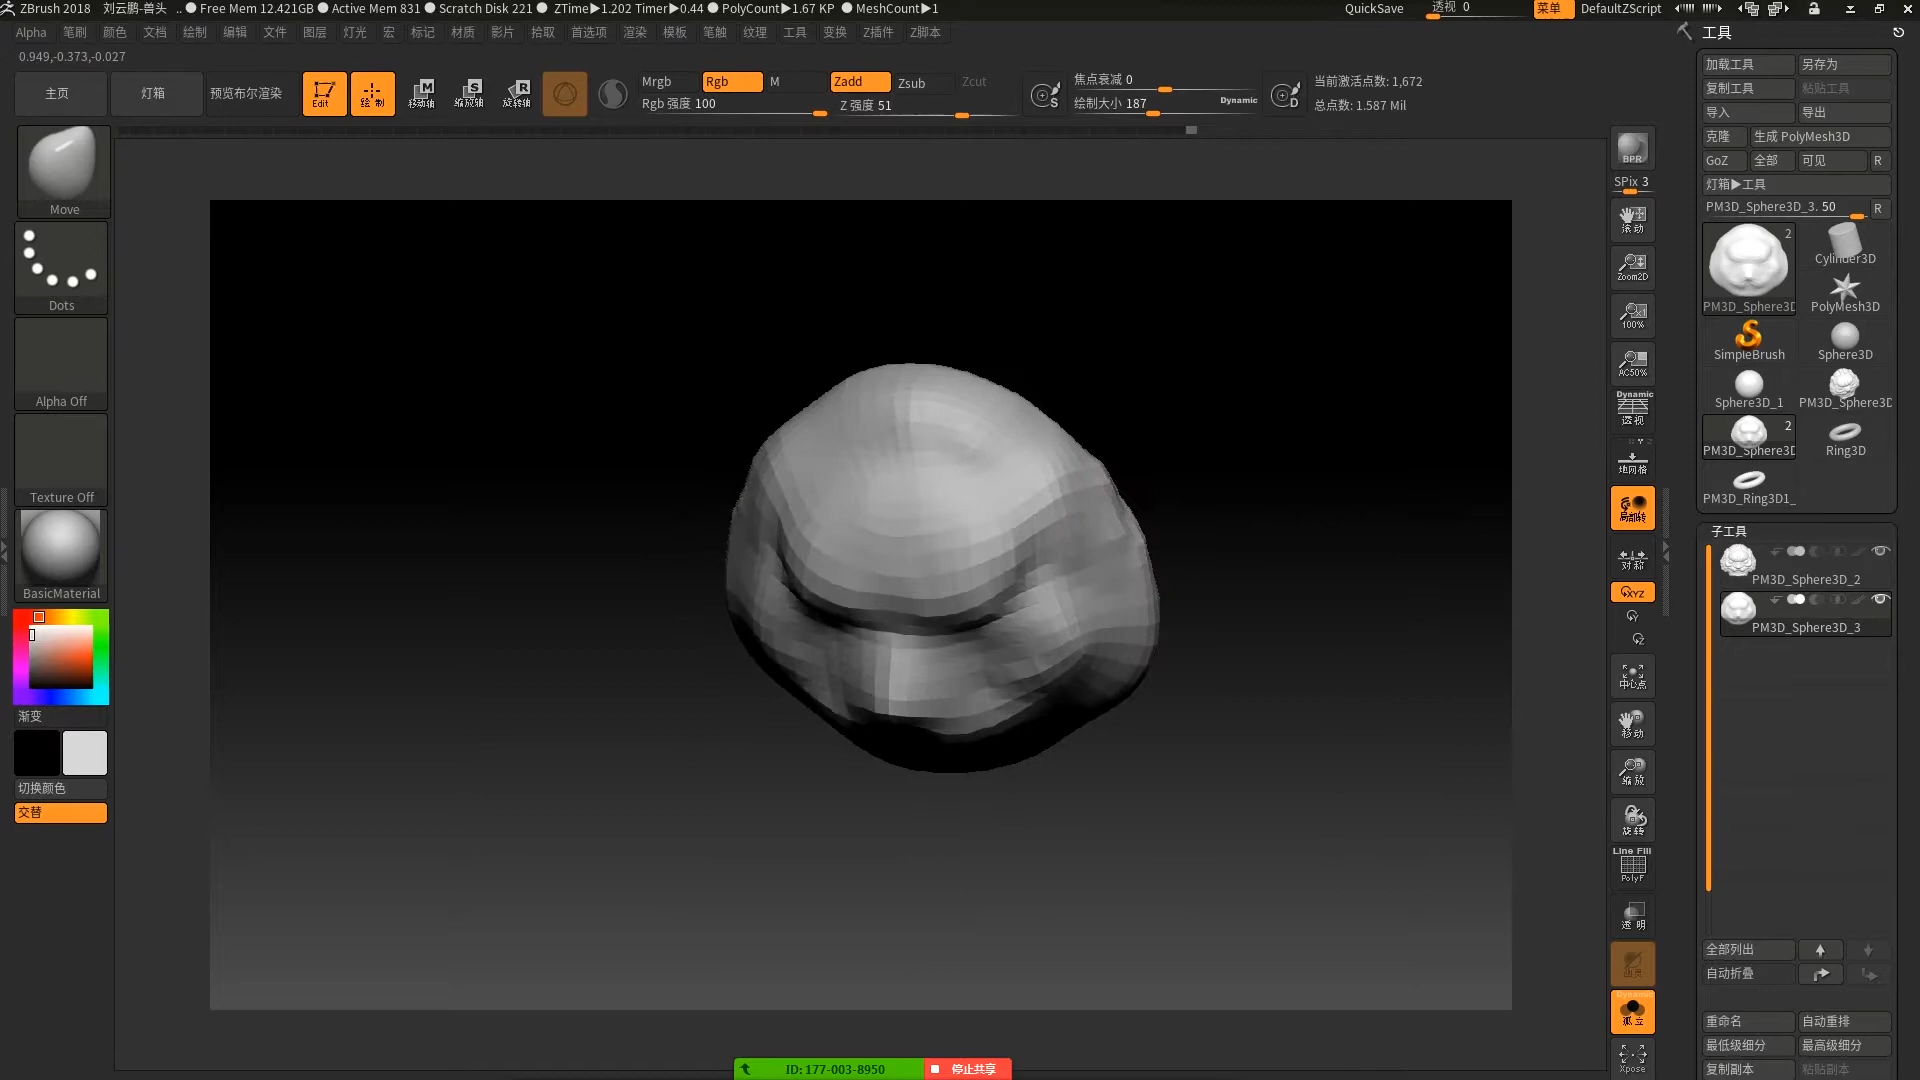 ZBrush 2018 刘云鹏-兽头 .. ● Free Mem 12.421GB ● Active Mem 831 ● Scratch Disk 221 ● ZTime▶1.202 Timer▶0.44 ● PolyCount▶1.67 KP ● MeshCount▶1 QuickSave 透视 0 菜单 DefaultZScript
Alpha 笔刷 颜色 文档 绘制 编辑 文件 图层 灯光 宏 标记 材质 影片 拾取 首选项 渲染 模板 笔触 纹理 工具 变换 Z插件 Z脚本
0.949,-0.373,-0.027
主页 灯箱 预览布尔渲染 Edit 绘制 移动轴 缩放轴 旋转轴
M S R
Mrgb Rgb M Zadd Zsub Zcut
Rgb 强度 100 Z 强度 51
S 焦点衰减 0
绘制大小 187 Dynamic
D 当前激活点数: 1,672
总点数: 1.587 Mil
Move
Dots
Alpha Off
Texture Off
BasicMaterial
渐变
切换颜色
交替
BPR
SPix 3
滚动
Zoom2D
100%
AC50%
Dynamic
透视
地网格
局部转
对称
XYZ
Y
Z
中心点
移动
缩放
旋转
Line Fill
PolyF
透明
Dynamic
孤立
Xpose
工具
加载工具 另存为
复制工具 粘贴工具
导入 导出
克隆 生成 PolyMesh3D
GoZ 全部 可见 R
灯箱▶工具
PM3D_Sphere3D_3. 50 R
2
PM3D_Sphere3D Cylinder3D
PolyMesh3D
SimpleBrush Sphere3D
Sphere3D_1 PM3D_Sphere3D
2
PM3D_Sphere3D Ring3D
PM3D_Ring3D1_
子工具
PM3D_Sphere3D_2
PM3D_Sphere3D_3
全部列出
自动折叠
重命名 自动重排
最低级细分 最高级细分
复制副本 粘贴副本
ID: 177-003-8950 停止共享